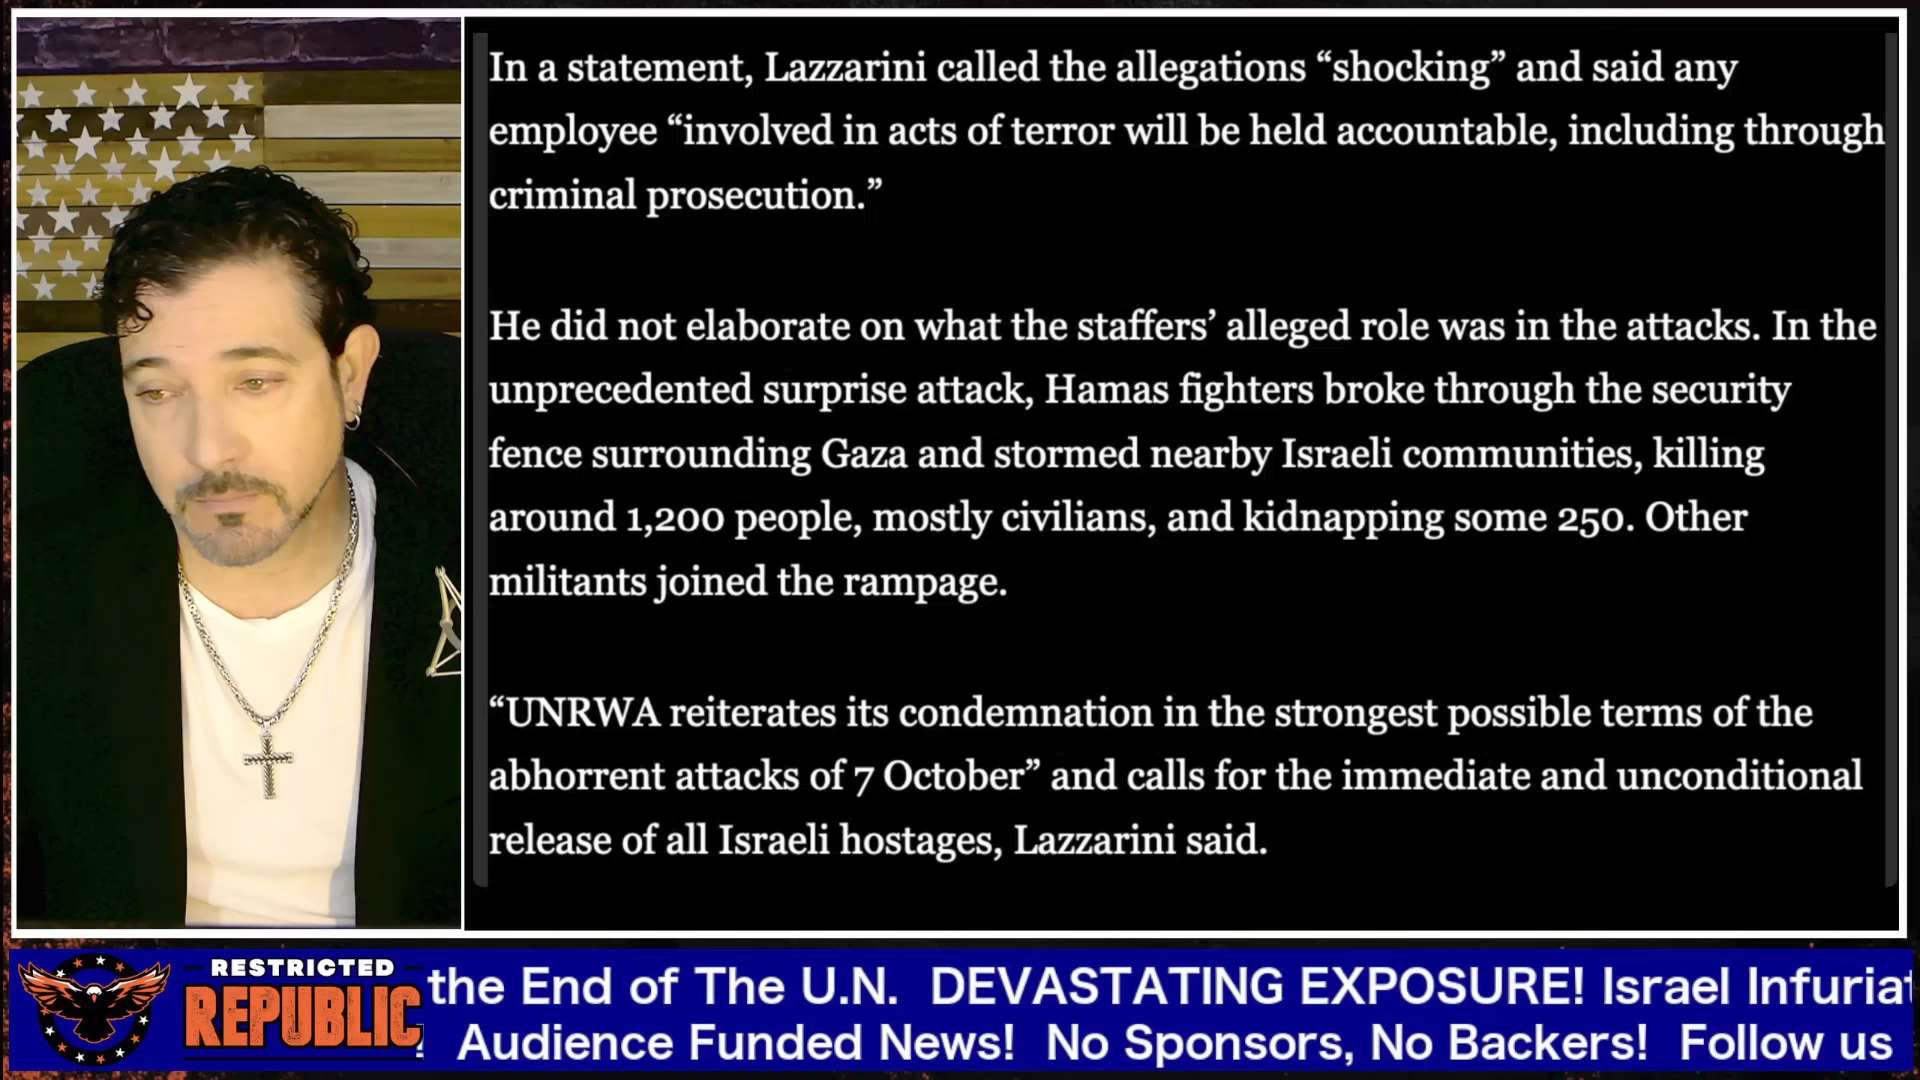 In a statement, Lazzarini called the allegations “shocking” and said any
employee “involved in acts of terror will be held accountable, including through
criminal prosecution.”
He did not elaborate on what the staffers’ alleged role was in the attacks. In the
unprecedented surprise attack, Hamas fighters broke through the security
fence surrounding Gaza and stormed nearby Israeli communities, killing
around 1,200 people, mostly civilians, and kidnapping some 250. Other
militants joined the rampage.
“UNRWA reiterates its condemnation in the strongest possible terms of the
abhorrent attacks of 7 October” and calls for the immediate and unconditional
release of all Israeli hostages, Lazzarini said.
RESTRICTED
REPUBLIC
the End of The U.N. DEVASTATING EXPOSURE! Israel
Audience Funded News! No Sponsors, No Backers! Follow us